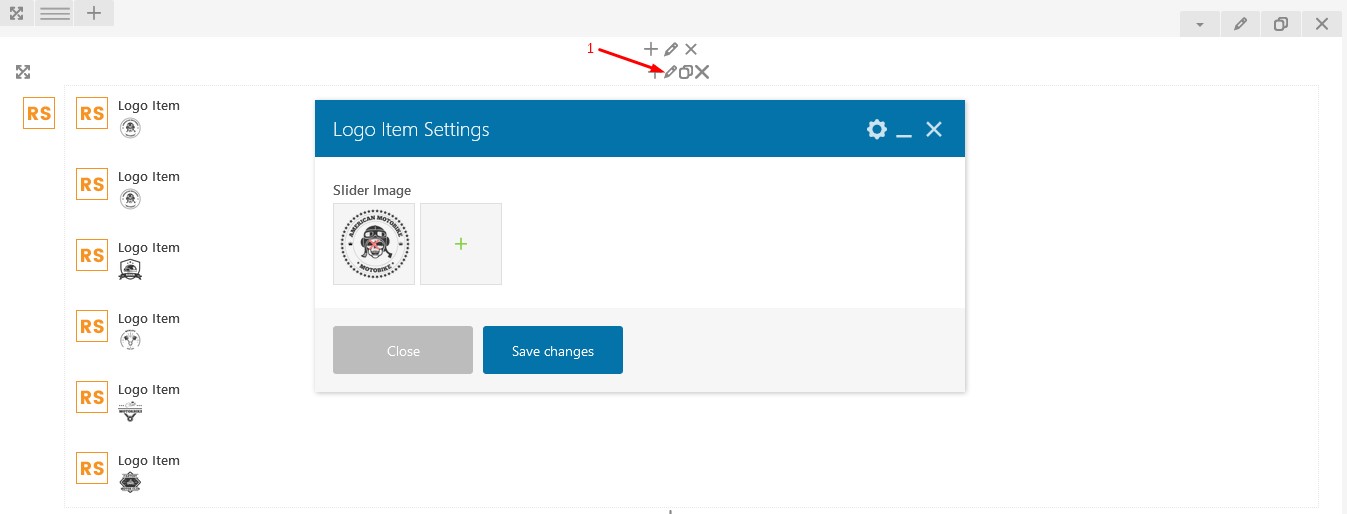 1
RS
RS Logo Item
RS Logo Item
RS Logo Item
RS Logo Item
RS Logo Item
RS Logo Item
Logo Item Settings
Slider Image
AMERICAN MOTOBIKE
MOTOBIKE
Close
Save changes